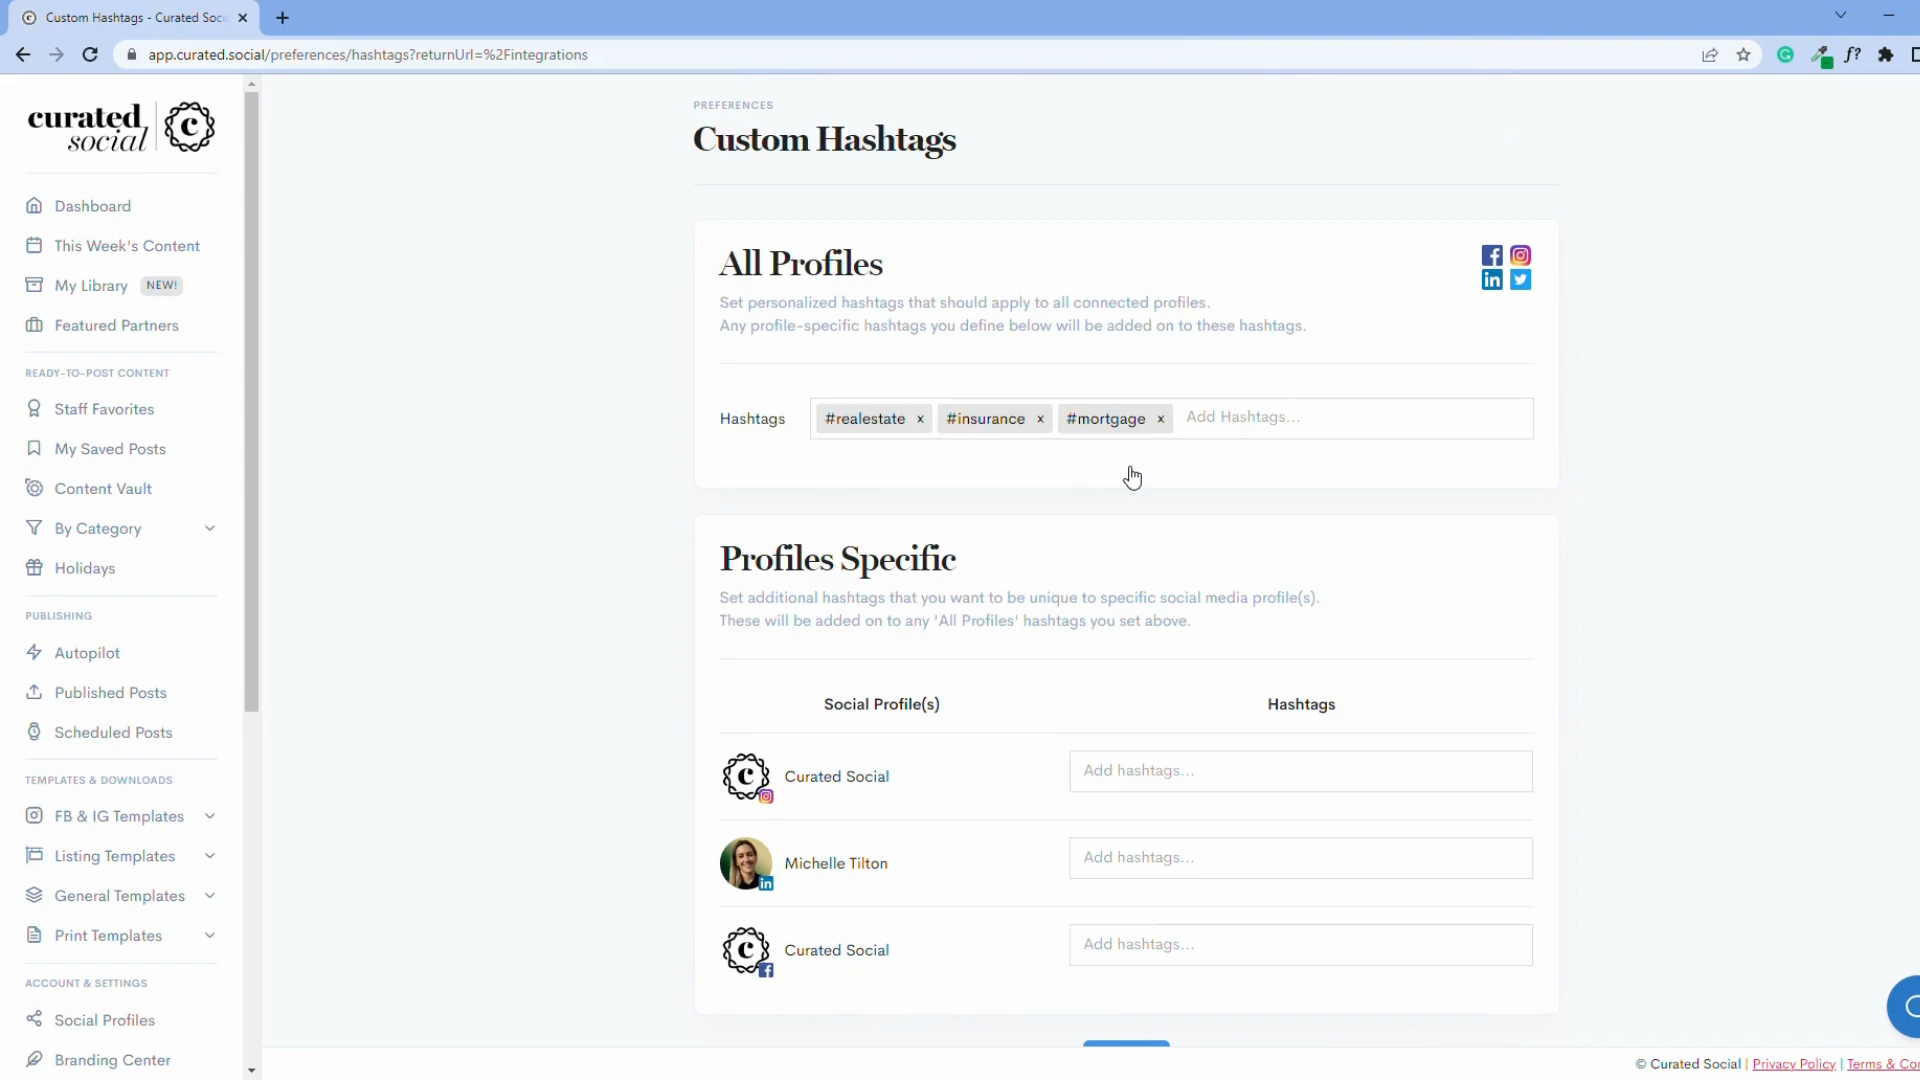 Custom Hashtags - Curated Soci
app.curated.social/preferences/hashtags?returnUrl=%2Fintegrations
f?
curated
social
c
Dashboard
This Week's Content
My Library NEW!
Featured Partners
READY-TO-POST CONTENT
Staff Favorites
My Saved Posts
Content Vault
By Category
Holidays
PUBLISHING
Autopilot
Published Posts
Scheduled Posts
TEMPLATES & DOWNLOADS
FB & IG Templates
Listing Templates
General Templates
Print Templates
ACCOUNT & SETTINGS
Social Profiles
Branding Center
PREFERENCES
Custom Hashtags
All Profiles
Set personalized hashtags that should apply to all connected profiles.
Any profile-specific hashtags you define below will be added on to these hashtags.
Hashtags #realestate × #insurance × #mortgage × Add Hashtags...
Profiles Specific
Set additional hashtags that you want to be unique to specific social media profile(s).
These will be added on to any 'All Profiles' hashtags you set above.
Social Profile(s) Hashtags
Curated Social Add hashtags...
Michelle Tilton Add hashtags...
Curated Social Add hashtags...
© Curated Social | Privacy Policy | Terms & Con